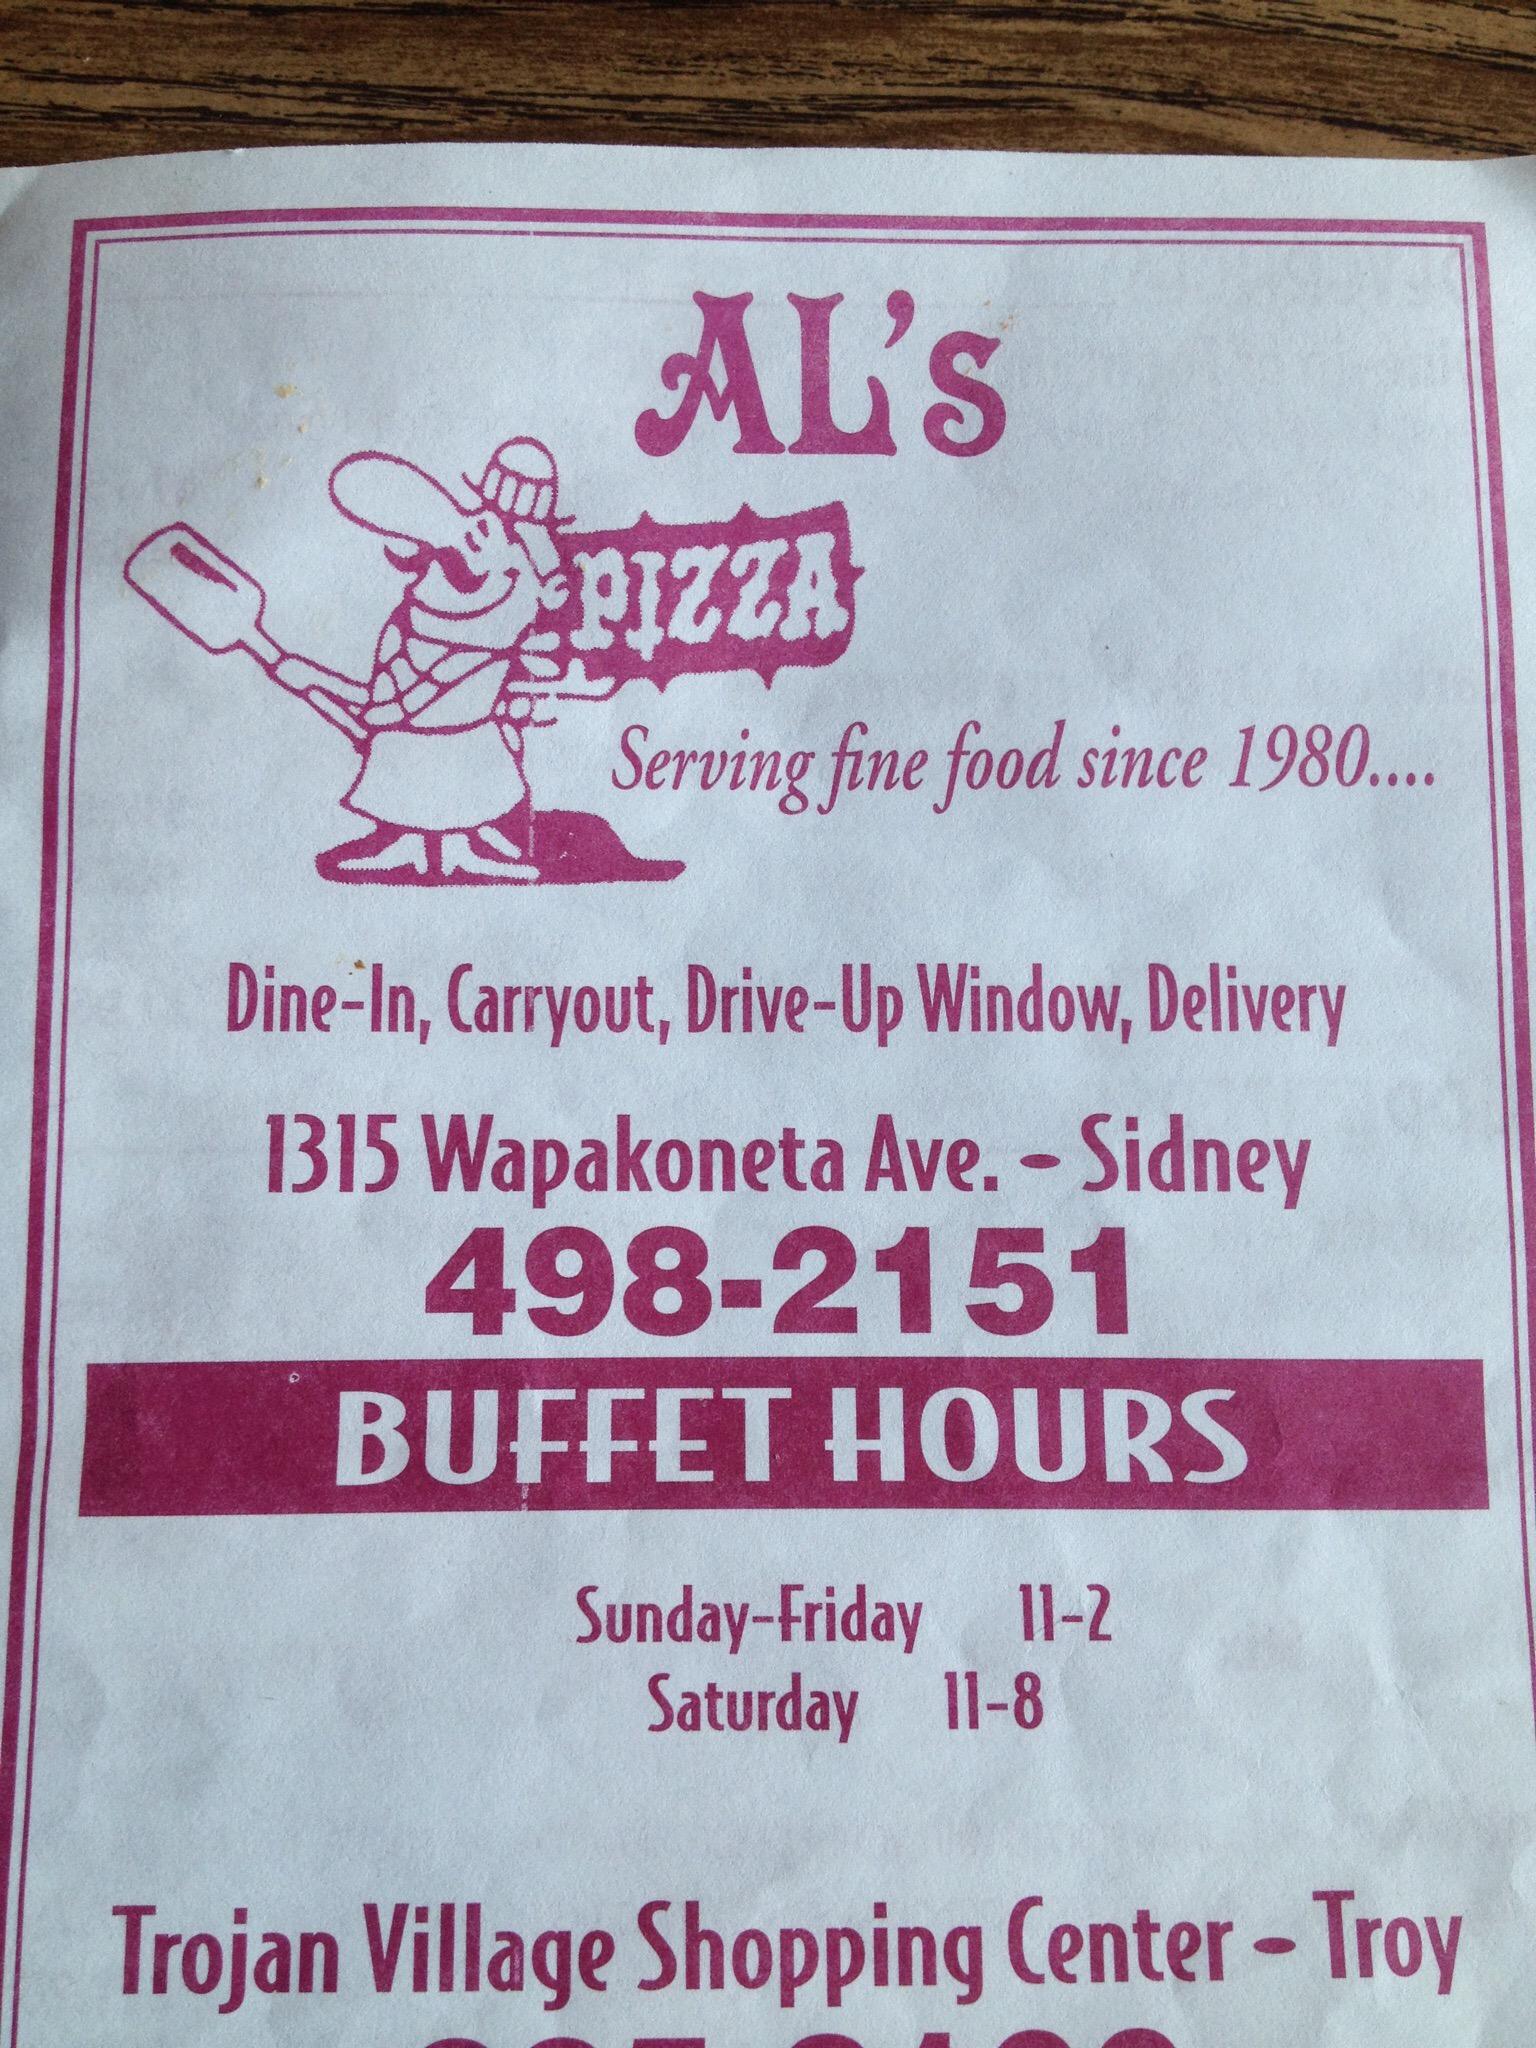 AL's
PIZZA
Serving fine food since 1980....
Dine-In, Carryout, Drive-Up Window, Delivery
1315 Wapakoneta Ave. - Sidney
498-2151
BUFFET HOURS
Sunday-Friday 11-2
Saturday 11-8
Trojan Village Shopping Center - Troy